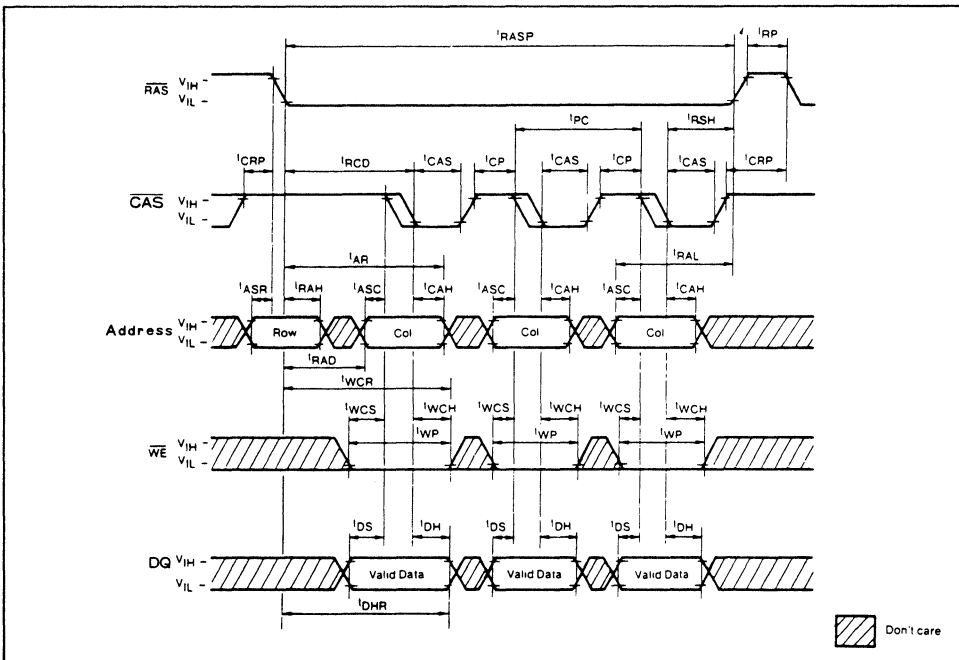 tRASP tRP
RAS VIH
VIL
tPC tRSH
tCRP tRCD tCAS tCP tCAS tCP tCAS tCRP
CAS VIH
VIL
tAR tRAL
tASR tRAH tASC tCAH tASC tCAH tASC tCAH
Address VIH
VIL
Row Col Col Col
tRAD
tWCR
tWCS tWCH tWCS tWCH tWCS tWCH
tWP tWP tWP
WE VIH
VIL
tDS tDH tDS tDH tDS tDH
DQ VIH
VIL
Valid Data Valid Data Valid Data
tDHR
Don't care